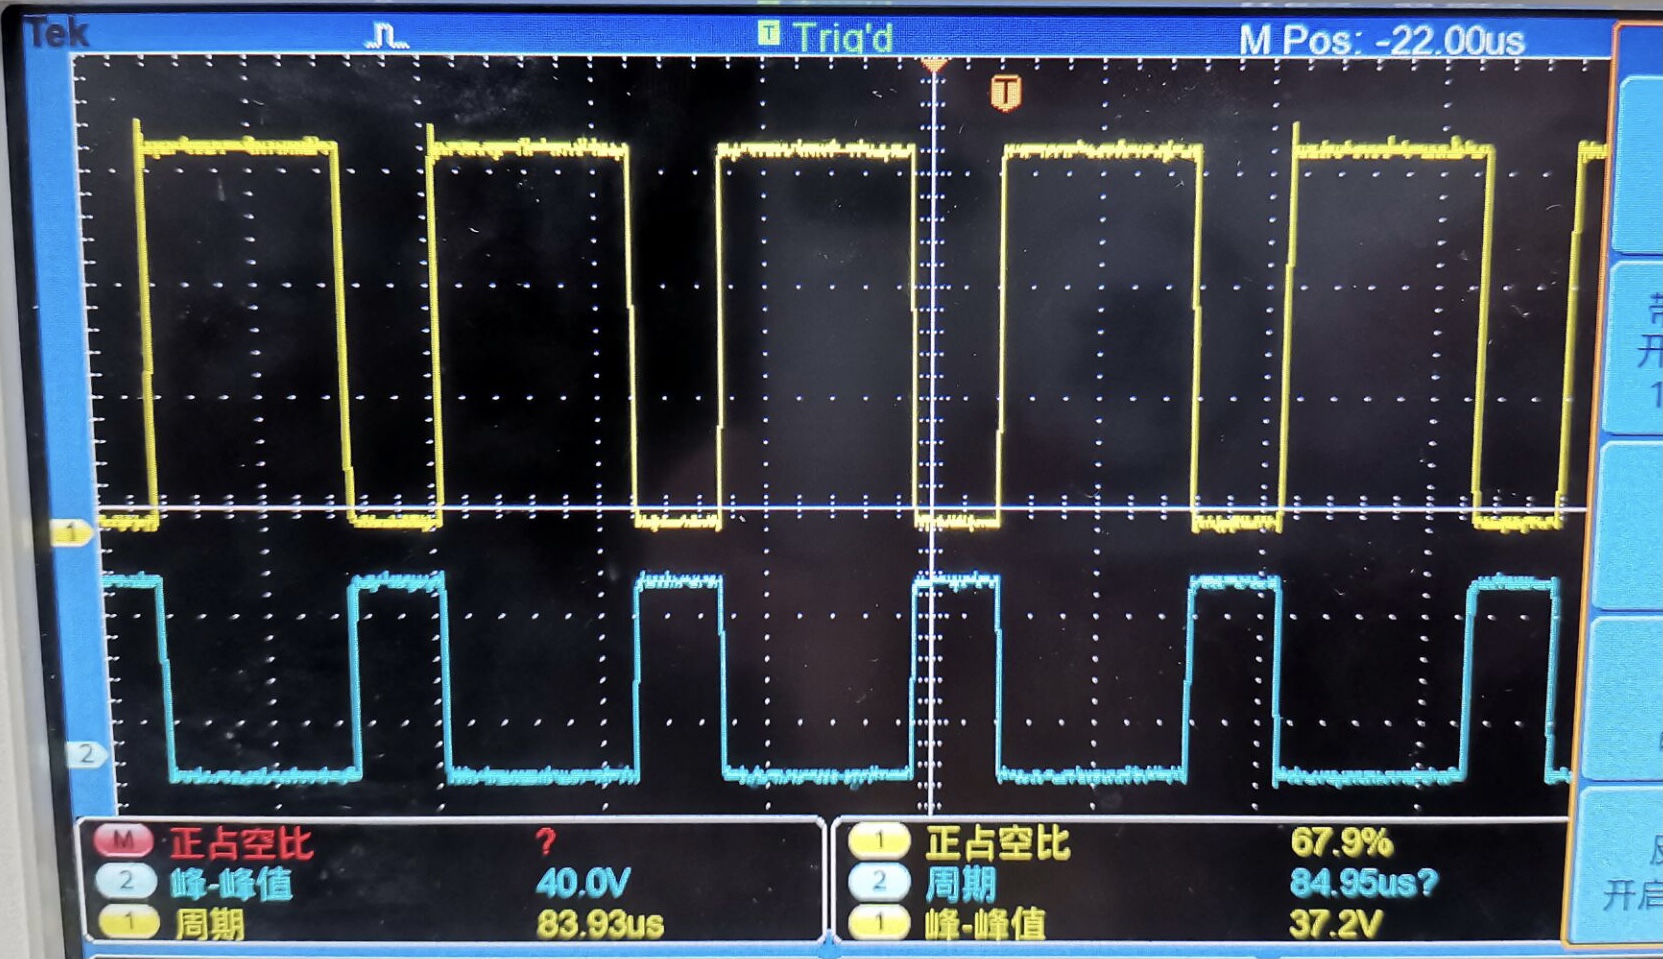 Tek T Trig'd M Pos: -22.00us
T
1
2
开
1
M 正占空比 ?
2 峰-峰值 40.0V
1 周期 83.93us
1 正占空比 67.9%
2 周期 84.95us?
1 峰-峰值 37.2V
开启